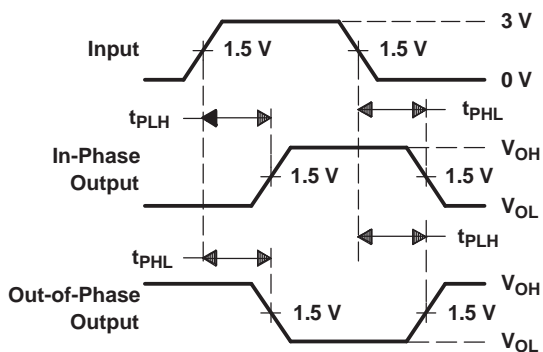 3 V
Input
1.5 V
1.5 V
0 V
tPLH
tPHL
In-Phase
Output
VOH
1.5 V
1.5 V
VOL
tPHL
tPLH
Out-of-Phase
Output
VOH
1.5 V
1.5 V
VOL